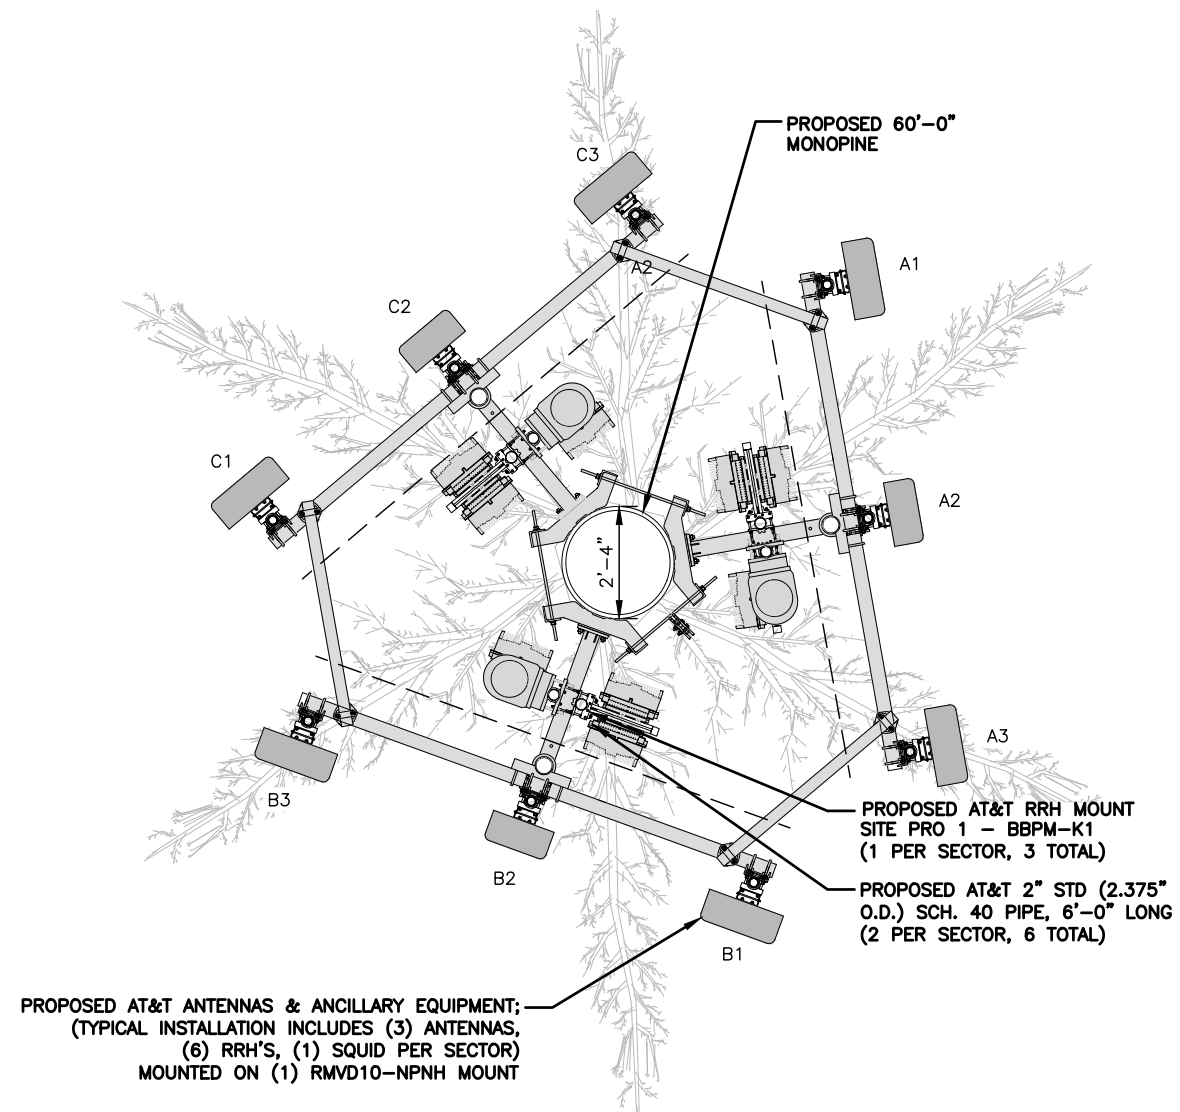 PROPOSED 60'-0"
MONOPINE
C3
A1
A2
C2
C1
A2
2'-4"
A3
B3
B2
B1
PROPOSED AT&T RRH MOUNT
SITE PRO 1 - BBPM-K1
(1 PER SECTOR, 3 TOTAL)
PROPOSED AT&T 2" STD (2.375"
O.D.) SCH. 40 PIPE, 6'-0" LONG
(2 PER SECTOR, 6 TOTAL)
PROPOSED AT&T ANTENNAS & ANCILLARY EQUIPMENT;
(TYPICAL INSTALLATION INCLUDES (3) ANTENNAS,
(6) RRH'S, (1) SQUID PER SECTOR)
MOUNTED ON (1) RMVD10-NPNH MOUNT